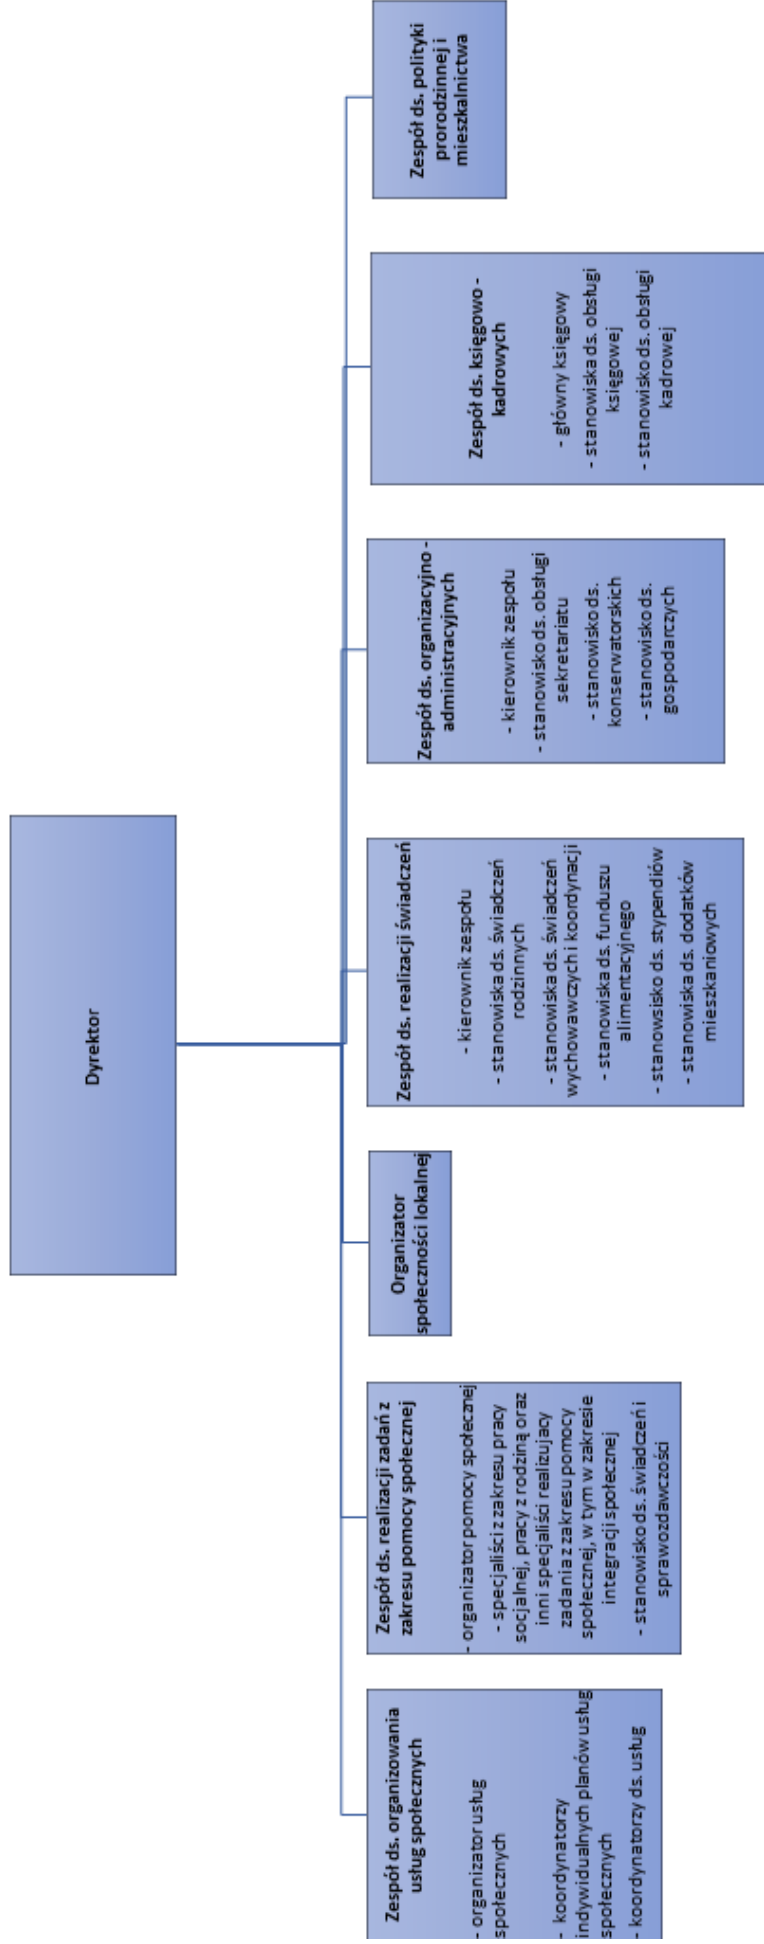 Dyrektor
Zespół ds. organizowania
usług społecznych
- organizator usług
społecznych
- koordynatorzy
indywidualnych planów usług
społecznych
- koordynatorzy ds. usług
Zespół ds. realizacji zadań z
zakresu pomocy społecznej
- organizator pomocy społecznej
- specjaliści z zakresu pracy
socjalnej, pracy z rodziną oraz
inni specjaliści realizujacy
zadania z zakresu pomocy
społecznej, w tym w zakresie
integracji społecznej
- stanowisko ds. świadczeń i
sprawozdawczości
Organizator
społeczności lokalnej
Zespół ds. realizacji świadczeń
- kierownik zespołu
- stanowiska ds. świadczeń
rodzinnych
- stanowiska ds. świadczeń
wychowawczych i koordynacji
- stanowiska ds. funduszu
alimentacyjnego
- stanowsisko ds. stypendiów
- stanowiska ds. dodatków
mieszkaniowych
Zespół ds. organizacyjno -
administracyjnych
- kierownik zespołu
- stanowisko ds. obsługi
sekretariatu
- stanowisko ds.
konserwatorskich
- stanowisko ds.
gospodarczych
Zespół ds. księgowo -
kadrowych
- główny księgowy
- stanowiska ds. obsługi
księgowej
- stanowisko ds. obsługi
kadrowej
Zespół ds. polityki
prorodzinnej i
mieszkalnictwa